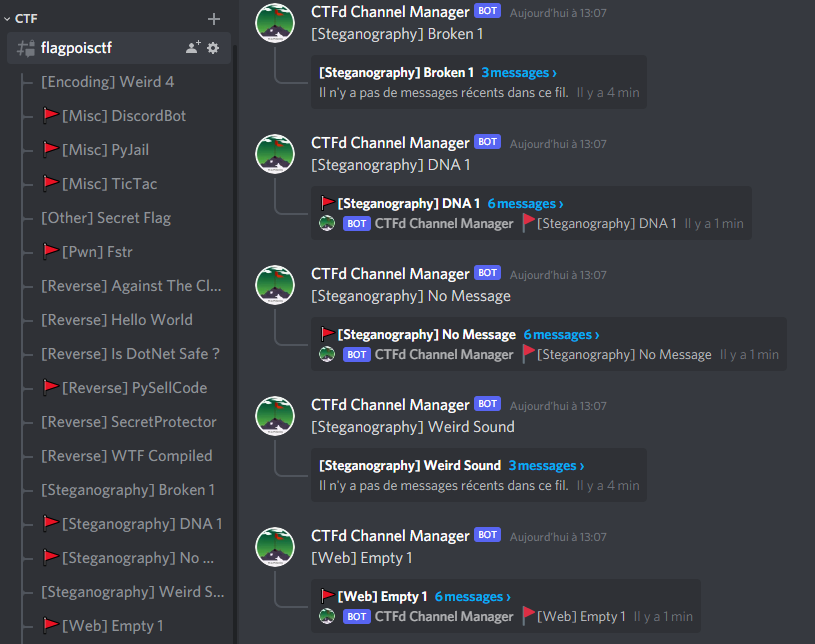 CTF
flagpoisctf
[Encoding] Weird 4
[Misc] DiscordBot
[Misc] PyJail
[Misc] TicTac
[Other] Secret Flag
[Pwn] Fstr
[Reverse] Against The Cl...
[Reverse] Hello World
[Reverse] Is DotNet Safe ?
[Reverse] PySellCode
[Reverse] SecretProtector
[Reverse] WTF Compiled
[Steganography] Broken 1
[Steganography] DNA 1
[Steganography] No ...
[Steganography] Weird S...
[Web] Empty 1
CTFd Channel Manager BOT Aujourd'hui à 13:07
[Steganography] Broken 1
[Steganography] Broken 1 3 messages ›
Il n'y a pas de messages récents dans ce fil. Il y a 4 min
CTFd Channel Manager BOT Aujourd'hui à 13:07
[Steganography] DNA 1
[Steganography] DNA 1 6 messages ›
BOT CTFd Channel Manager [Steganography] DNA 1 Il y a 1 min
CTFd Channel Manager BOT Aujourd'hui à 13:07
[Steganography] No Message
[Steganography] No Message 6 messages ›
BOT CTFd Channel Manager [Steganography] No Message Il y a 1 min
CTFd Channel Manager BOT Aujourd'hui à 13:07
[Steganography] Weird Sound
[Steganography] Weird Sound 3 messages ›
Il n'y a pas de messages récents dans ce fil. Il y a 4 min
CTFd Channel Manager BOT Aujourd'hui à 13:07
[Web] Empty 1
[Web] Empty 1 6 messages ›
BOT CTFd Channel Manager [Web] Empty 1 Il y a 1 min